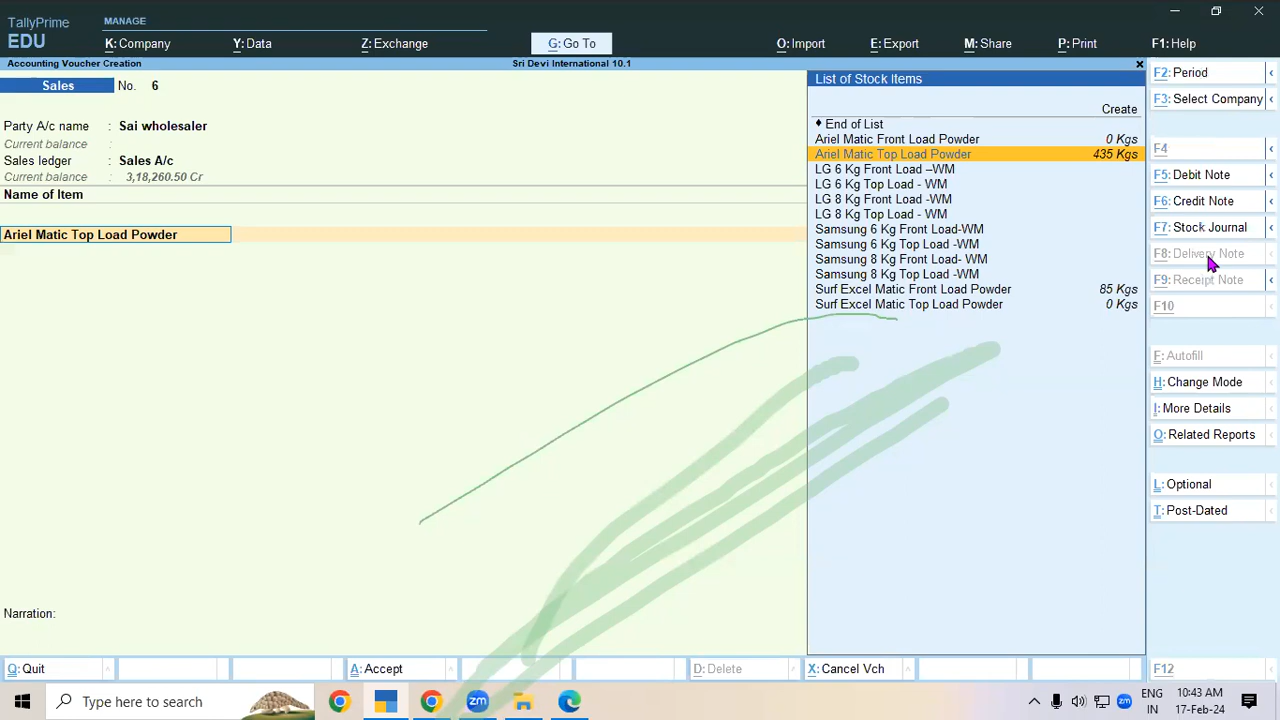 TallyPrime
EDU
MANAGE
K: Company
Y: Data
Z: Exchange
G: Go To
O: Import
E: Export
M: Share
P: Print
F1: Help
Accounting Voucher Creation
Sri Devi International 10.1
Sales
No. 6
Party A/c name : Sai wholesaler
Current balance :
Sales ledger : Sales A/c
Current balance : 3,18,260.50 Cr
Name of Item
Ariel Matic Top Load Powder
Narration:
List of Stock Items
Create
♦ End of List
Ariel Matic Front Load Powder 0 Kgs
Ariel Matic Top Load Powder 435 Kgs
LG 6 Kg Front Load –WM
LG 6 Kg Top Load - WM
LG 8 Kg Front Load -WM
LG 8 Kg Top Load - WM
Samsung 6 Kg Front Load-WM
Samsung 6 Kg Top Load -WM
Samsung 8 Kg Front Load- WM
Samsung 8 Kg Top Load -WM
Surf Excel Matic Front Load Powder 85 Kgs
Surf Excel Matic Top Load Powder 0 Kgs
F2: Period
F3: Select Company
F4
F5: Debit Note
F6: Credit Note
F7: Stock Journal
F8: Delivery Note
F9: Receipt Note
F10
F: Autofill
H: Change Mode
I: More Details
O: Related Reports
L: Optional
T: Post-Dated
Q: Quit
A: Accept
D: Delete
X: Cancel Vch
F12
Type here to search
zm
zm
ENG
IN
10:43 AM
17-Feb-24